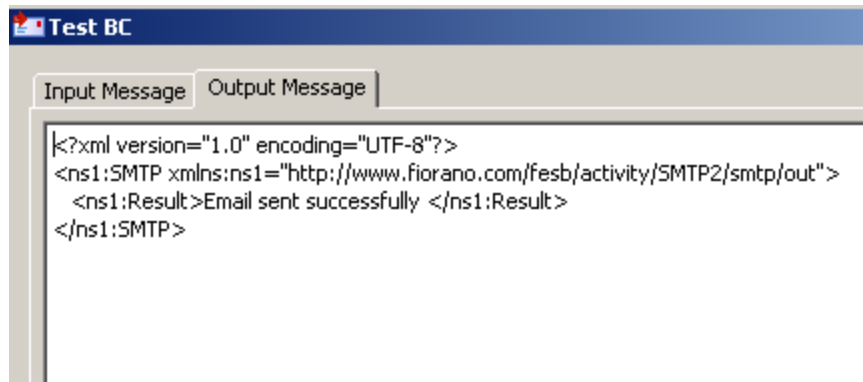 Test BC
Input Message Output Message
<?xml version="1.0" encoding="UTF-8"?>
<ns1:SMTP xmlns:ns1="http://www.fiorano.com/fesb/activity/SMTP2/smtp/out">
<ns1:Result>Email sent successfully </ns1:Result>
</ns1:SMTP>